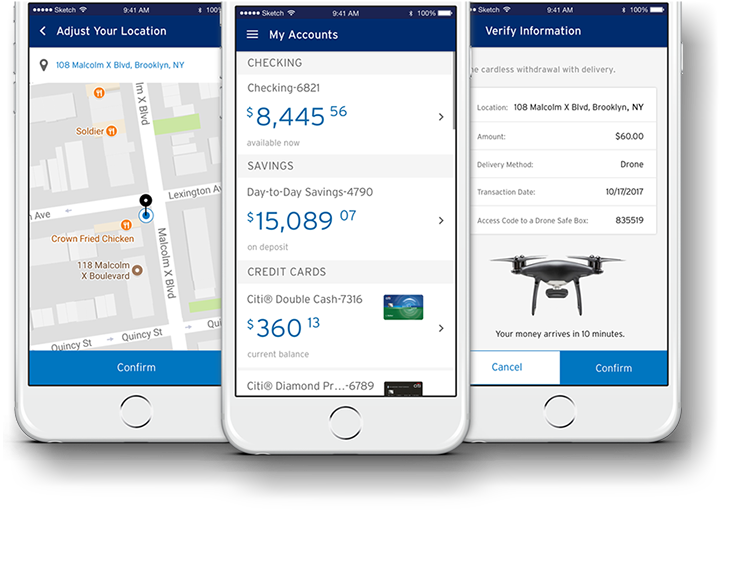 Sketch 9:41 AM 100%
Adjust Your Location
108 Malcolm X Blvd, Brooklyn, NY
Malcolm X Blvd
Soldier
Lexington Av
n Ave
Crown Fried Chicken
118 Malcolm
X Boulevard
Malcolm X Blvd
Quincy St
Quincy St
Qui
Confirm
Sketch 9:41 AM 100%
My Accounts
CHECKING
Checking-6821
$8,445 56
available now
SAVINGS
Day-to-Day Savings-4790
$15,089 07
on deposit
CREDIT CARDS
Citi® Double Cash-7316
$360 13
current balance
Citi® Diamond Pr...-6789
citi
Sketch 9:41 AM 100%
Verify Information
e cardless withdrawal with delivery.
Location: 108 Malcolm X Blvd, Brooklyn, NY
Amount: $60.00
Delivery Method: Drone
Transaction Date: 10/17/2017
Access Code to a Drone Safe Box: 835519
Your money arrives in 10 minutes.
Cancel Confirm